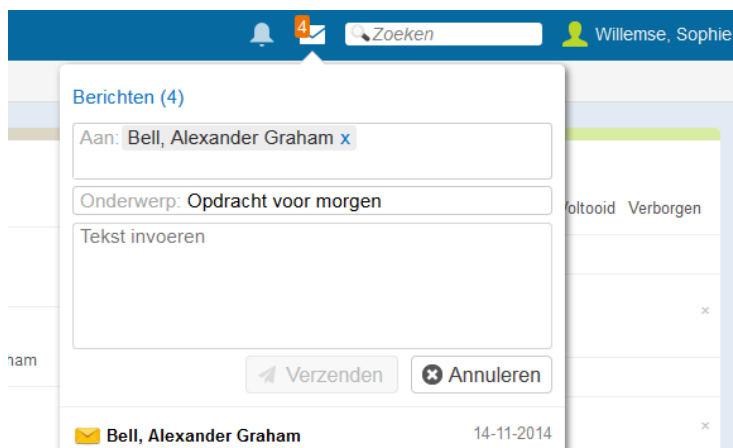 4 Zoeken Willemse, Sophie
Berichten (4)
Aan: Bell, Alexander Graham x
Onderwerp: Opdracht voor morgen
Voltooid Verborgen
Tekst invoeren
ham
Verzenden Annuleren
Bell, Alexander Graham 14-11-2014